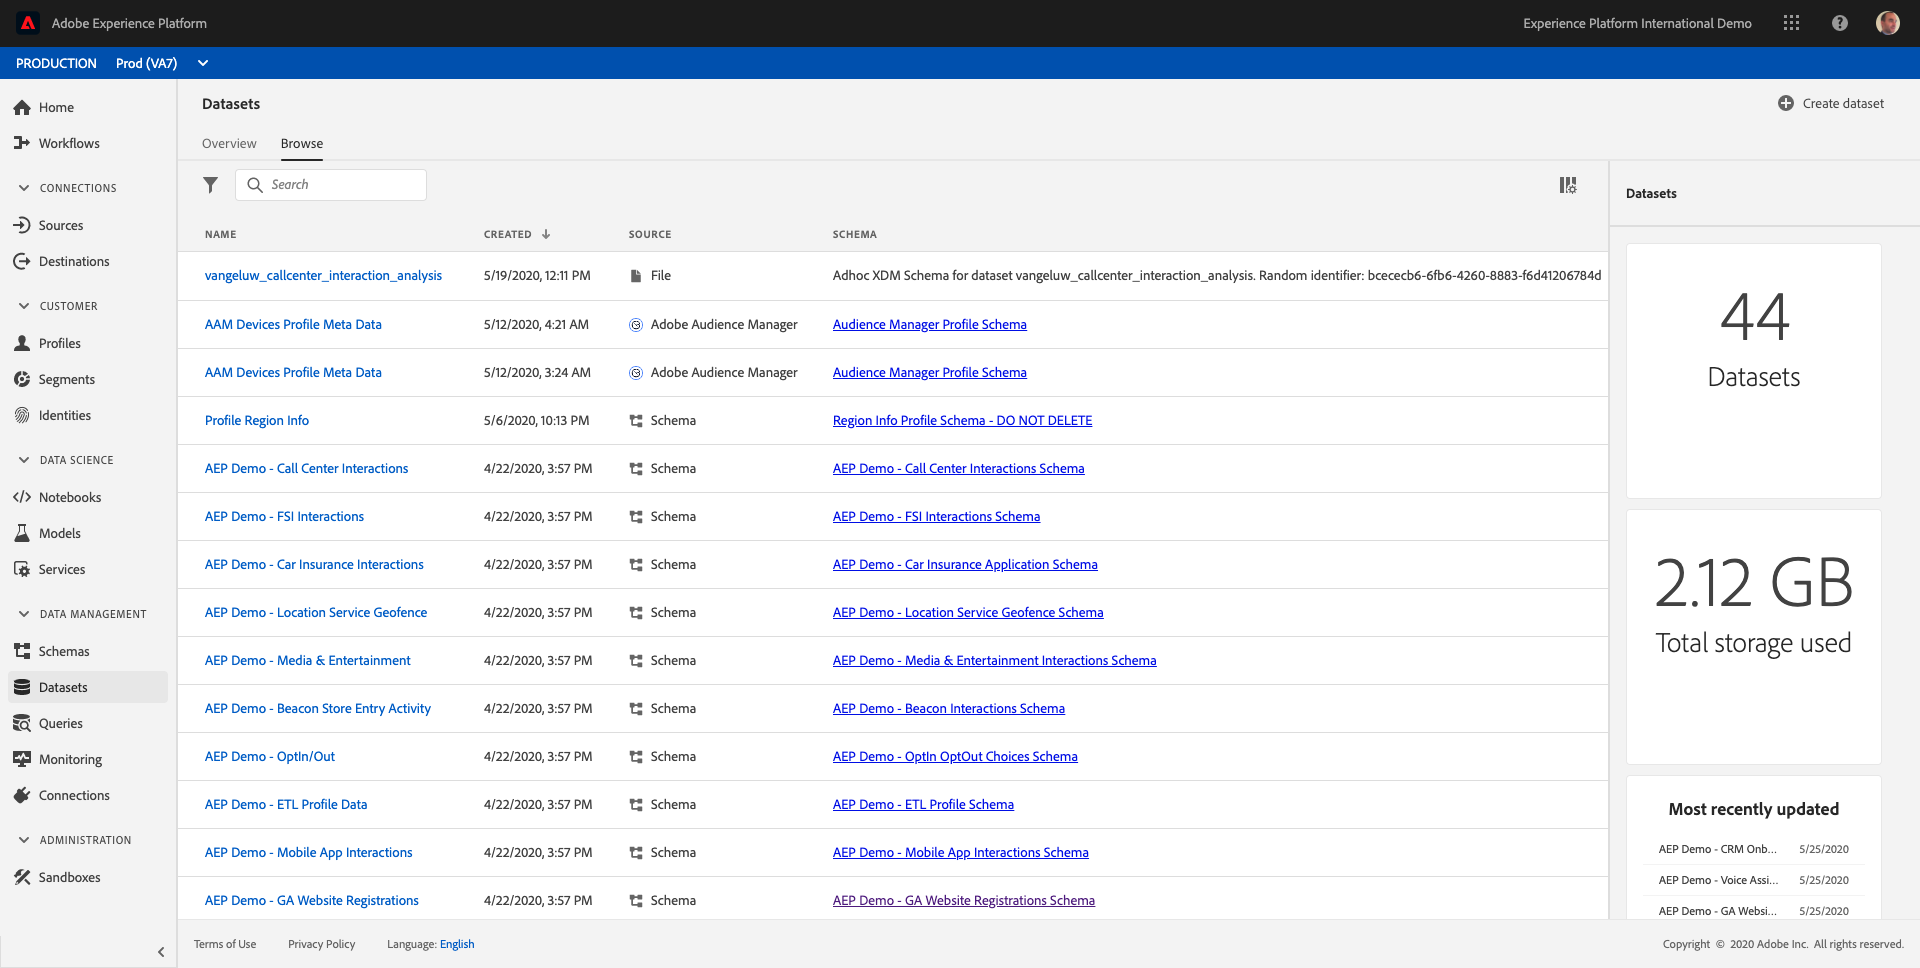 Adobe Experience Platform
Experience Platform International Demo
PRODUCTION Prod (VA7)
Home
Workflows
CONNECTIONS
Sources
Destinations
CUSTOMER
Profiles
Segments
Identities
DATA SCIENCE
Notebooks
Models
Services
DATA MANAGEMENT
Schemas
Datasets
Queries
Monitoring
Connections
ADMINISTRATION
Sandboxes
Datasets
Create dataset
Overview Browse
Search
NAME CREATED SOURCE SCHEMA
vangeluw_callcenter_interaction_analysis 5/19/2020, 12:11 PM File Adhoc XDM Schema for dataset vangeluw_callcenter_interaction_analysis. Random identifier: bcececb6-6fb6-4260-8883-f6d41206784d
AAM Devices Profile Meta Data 5/12/2020, 4:21 AM Adobe Audience Manager Audience Manager Profile Schema
AAM Devices Profile Meta Data 5/12/2020, 3:24 AM Adobe Audience Manager Audience Manager Profile Schema
Profile Region Info 5/6/2020, 10:13 PM Schema Region Info Profile Schema - DO NOT DELETE
AEP Demo - Call Center Interactions 4/22/2020, 3:57 PM Schema AEP Demo - Call Center Interactions Schema
AEP Demo - FSI Interactions 4/22/2020, 3:57 PM Schema AEP Demo - FSI Interactions Schema
AEP Demo - Car Insurance Interactions 4/22/2020, 3:57 PM Schema AEP Demo - Car Insurance Application Schema
AEP Demo - Location Service Geofence 4/22/2020, 3:57 PM Schema AEP Demo - Location Service Geofence Schema
AEP Demo - Media & Entertainment 4/22/2020, 3:57 PM Schema AEP Demo - Media & Entertainment Interactions Schema
AEP Demo - Beacon Store Entry Activity 4/22/2020, 3:57 PM Schema AEP Demo - Beacon Interactions Schema
AEP Demo - OptIn/Out 4/22/2020, 3:57 PM Schema AEP Demo - OptIn OptOut Choices Schema
AEP Demo - ETL Profile Data 4/22/2020, 3:57 PM Schema AEP Demo - ETL Profile Schema
AEP Demo - Mobile App Interactions 4/22/2020, 3:57 PM Schema AEP Demo - Mobile App Interactions Schema
AEP Demo - GA Website Registrations 4/22/2020, 3:57 PM Schema AEP Demo - GA Website Registrations Schema
Datasets
44
Datasets
2.12 GB
Total storage used
Most recently updated
AEP Demo - CRM Onb... 5/25/2020
AEP Demo - Voice Assi... 5/25/2020
AEP Demo - GA Websi... 5/25/2020
Terms of Use Privacy Policy Language: English
Copyright © 2020 Adobe Inc. All rights reserved.